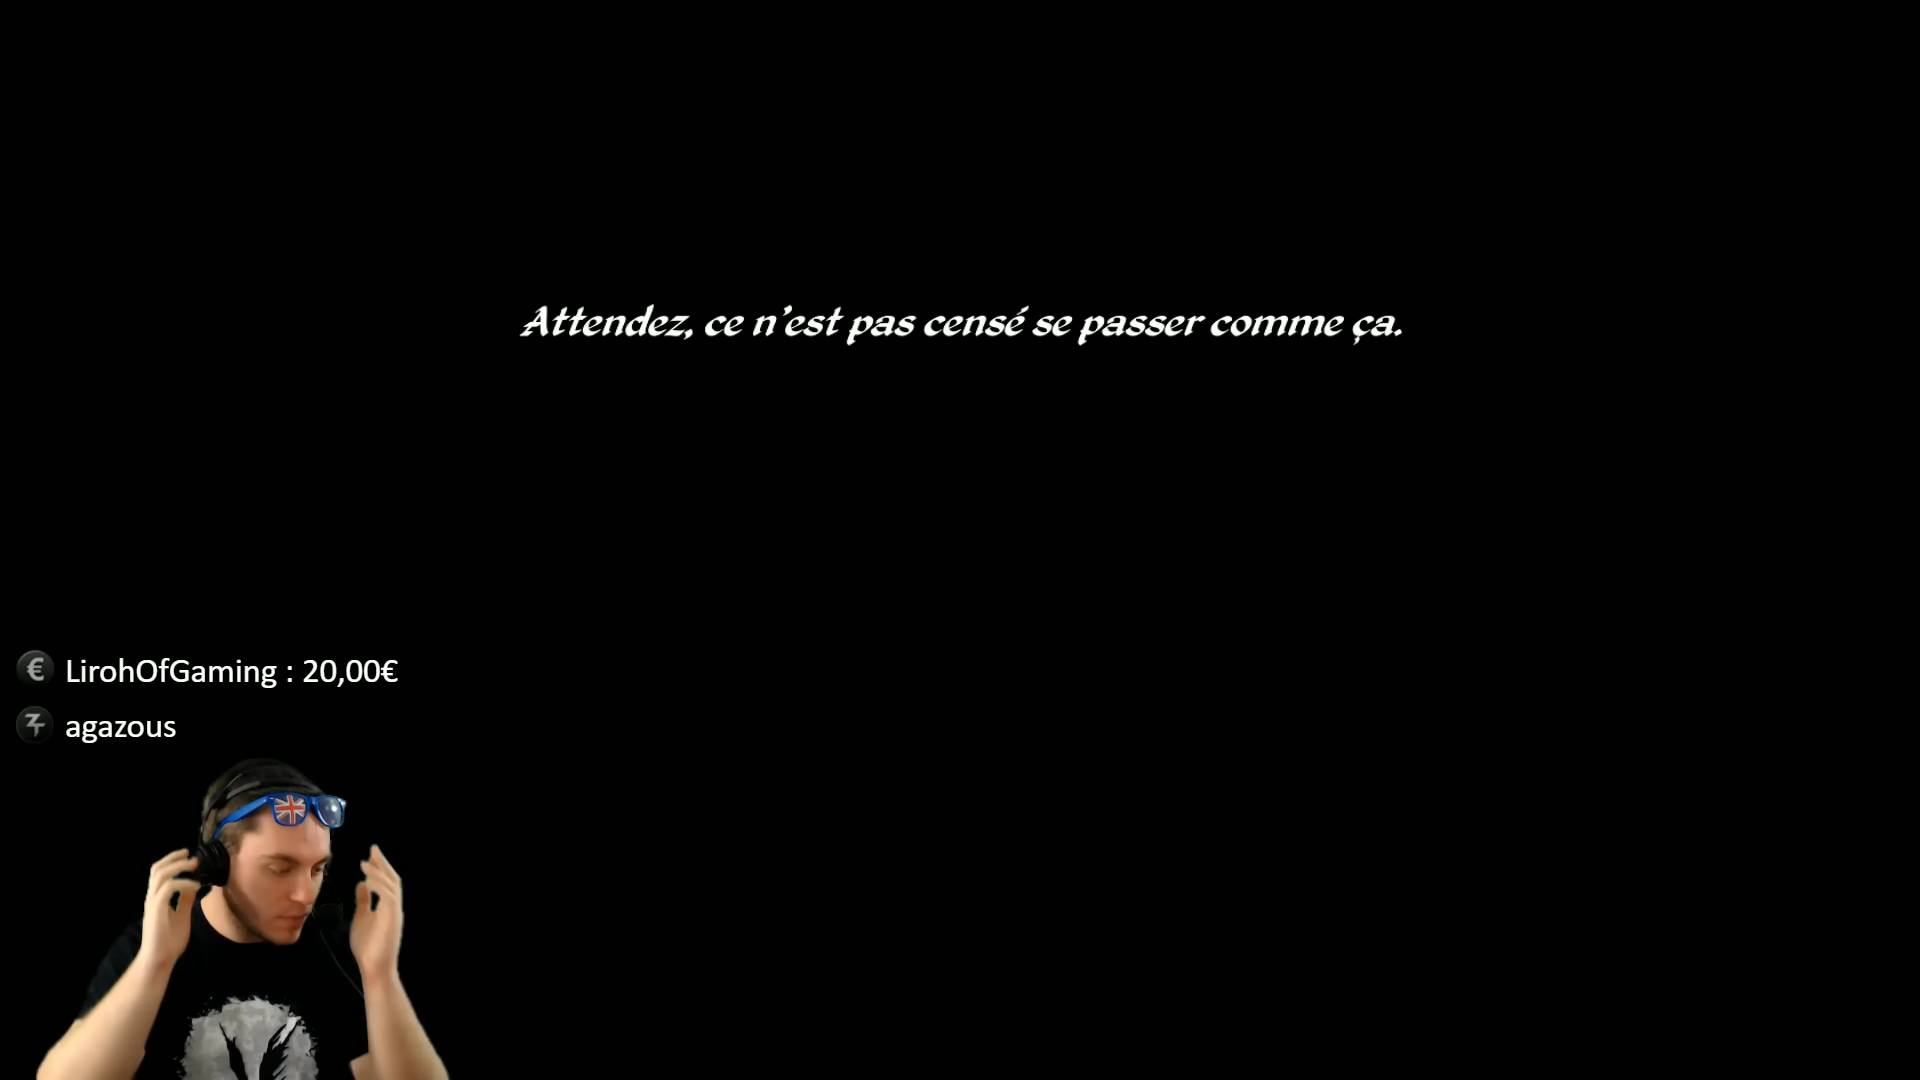 Attendez, ce n'est pas censé se passer comme ça.
€ LirohOfGaming : 20,00€
agazous